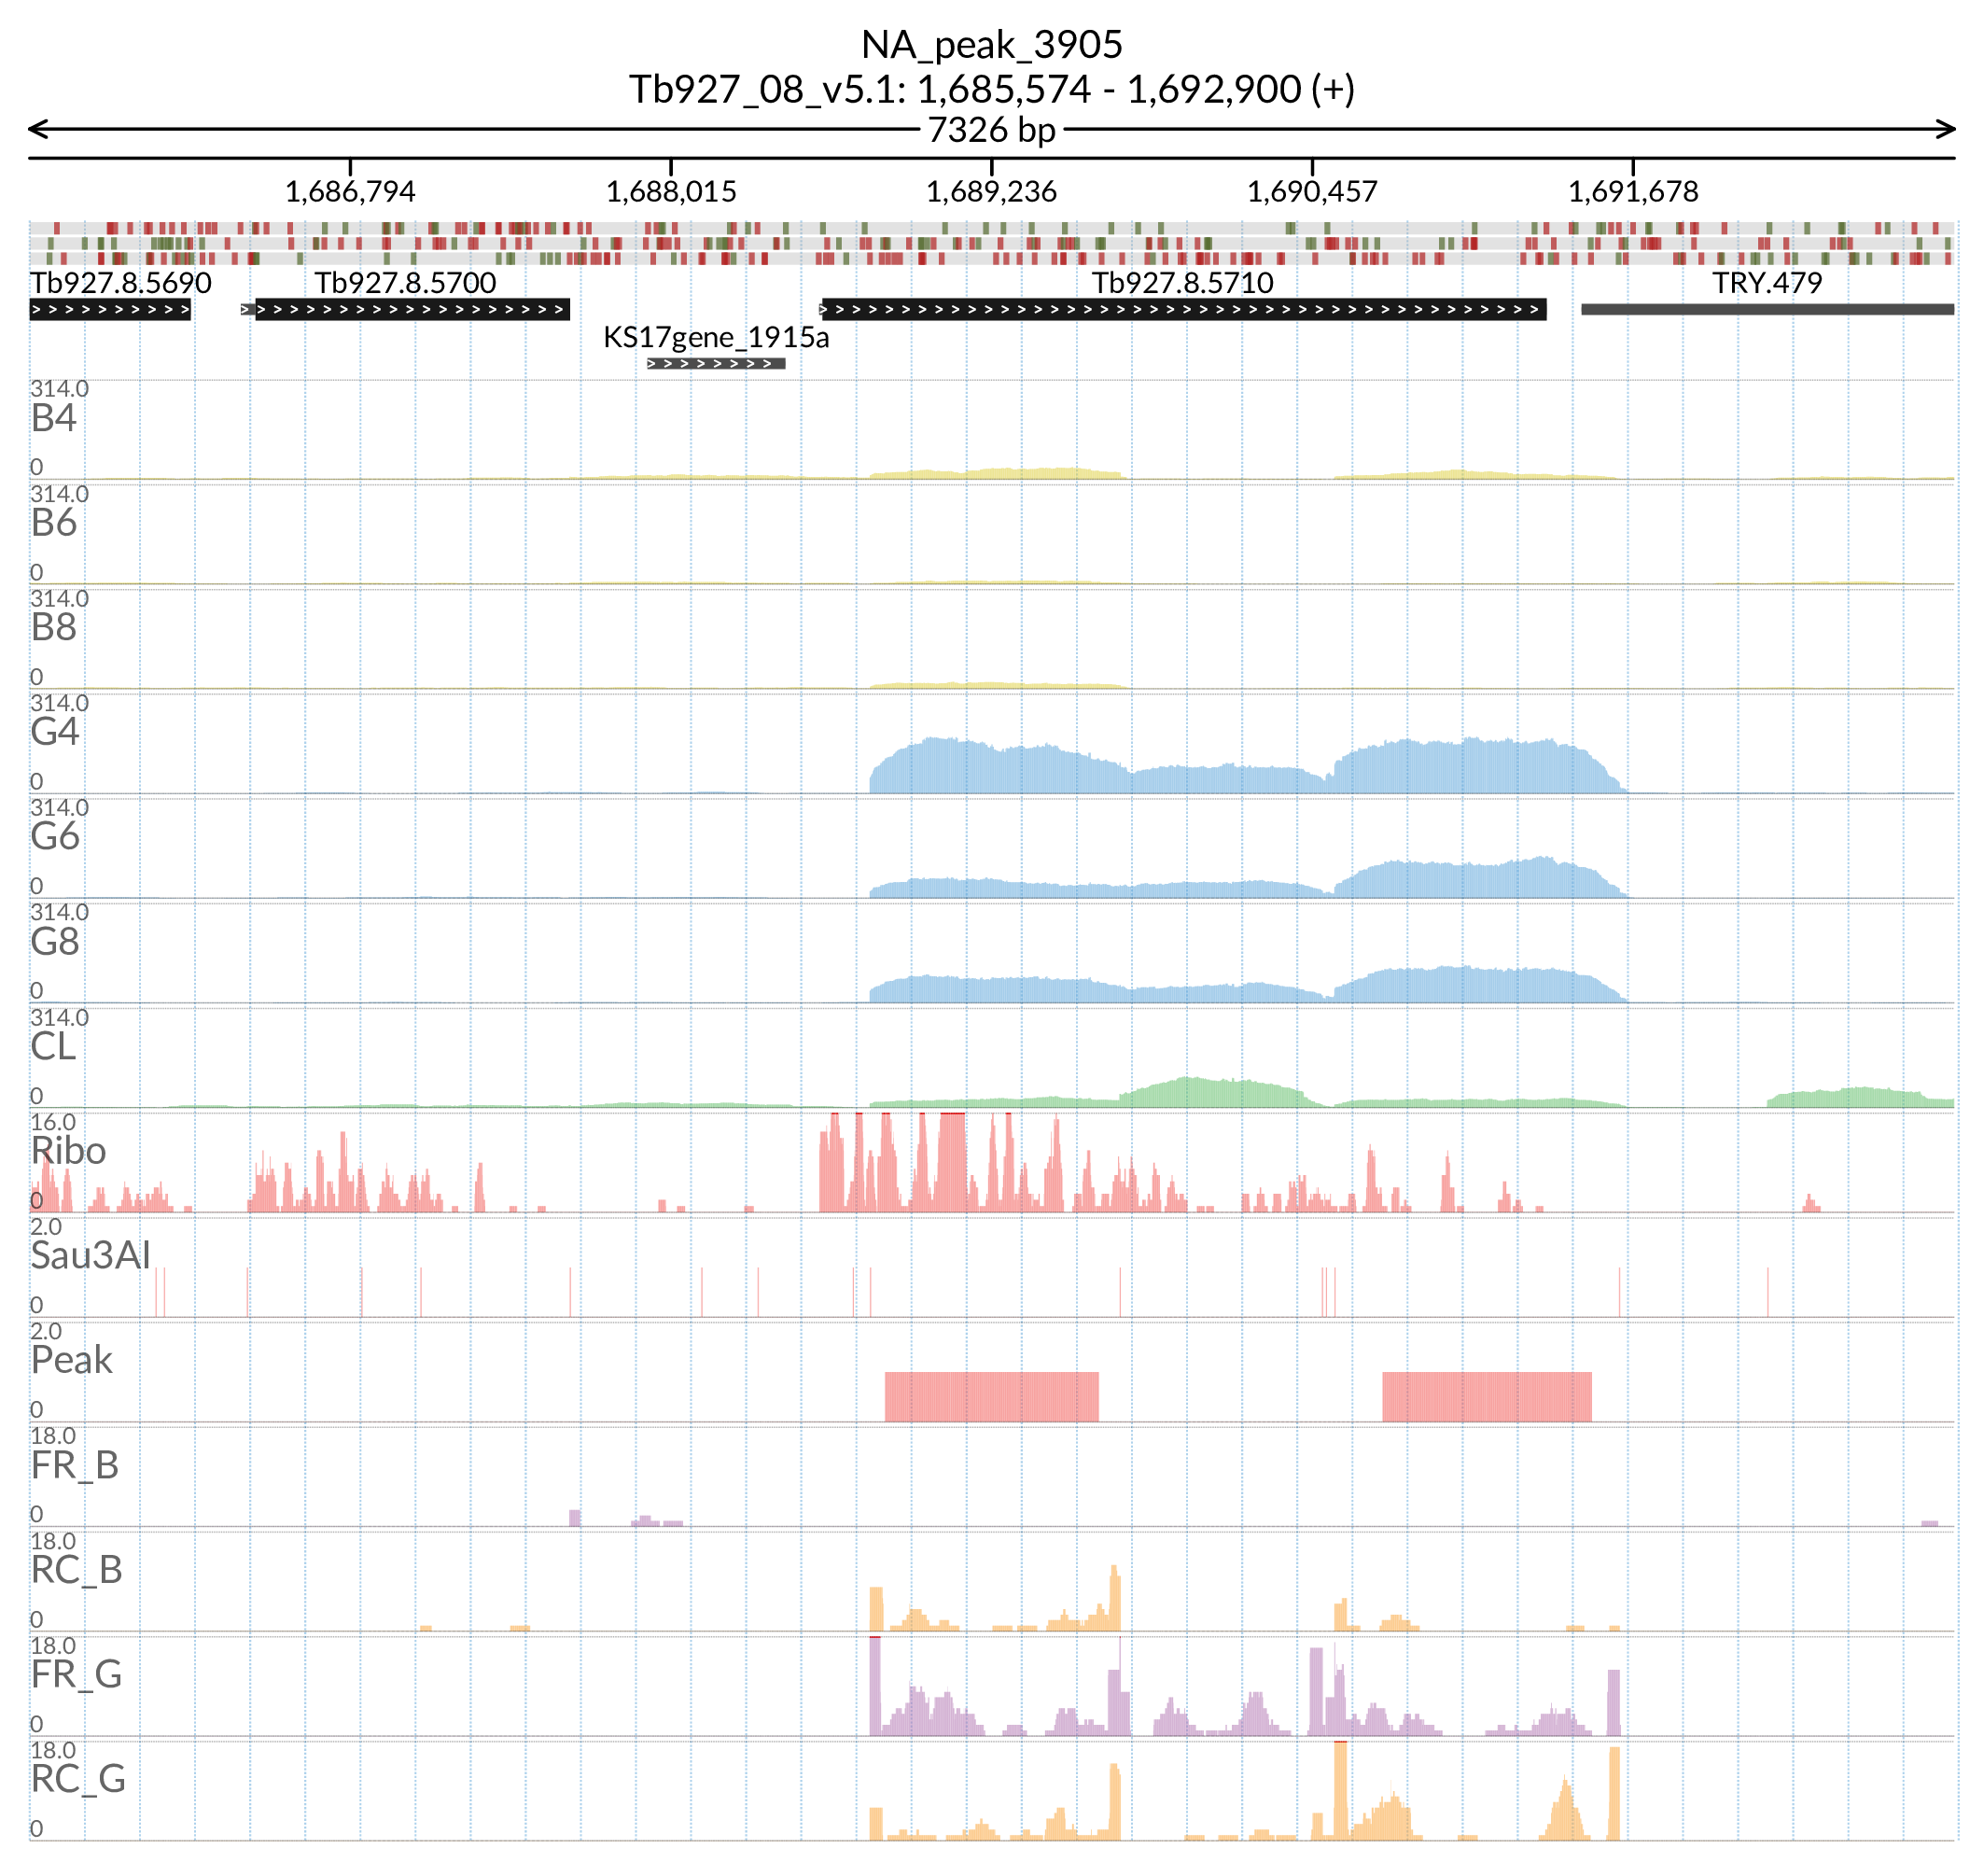 NA_peak_3905
Tb927_08_v5.1: 1,685,574 - 1,692,900 (+)
7326 bp
1,686,794 1,688,015 1,689,236 1,690,457 1,691,678
Tb927.8.5690 Tb927.8.5700 Tb927.8.5710 TRY.479
KS17gene_1915a
314.0
B4
0
314.0
B6
0
314.0
B8
0
314.0
G4
0
314.0
G6
0
314.0
G8
0
314.0
CL
0
16.0
Ribo
0
2.0
Sau3AI
0
2.0
Peak
0
18.0
FR_B
0
18.0
RC_B
0
18.0
FR_G
0
18.0
RC_G
0